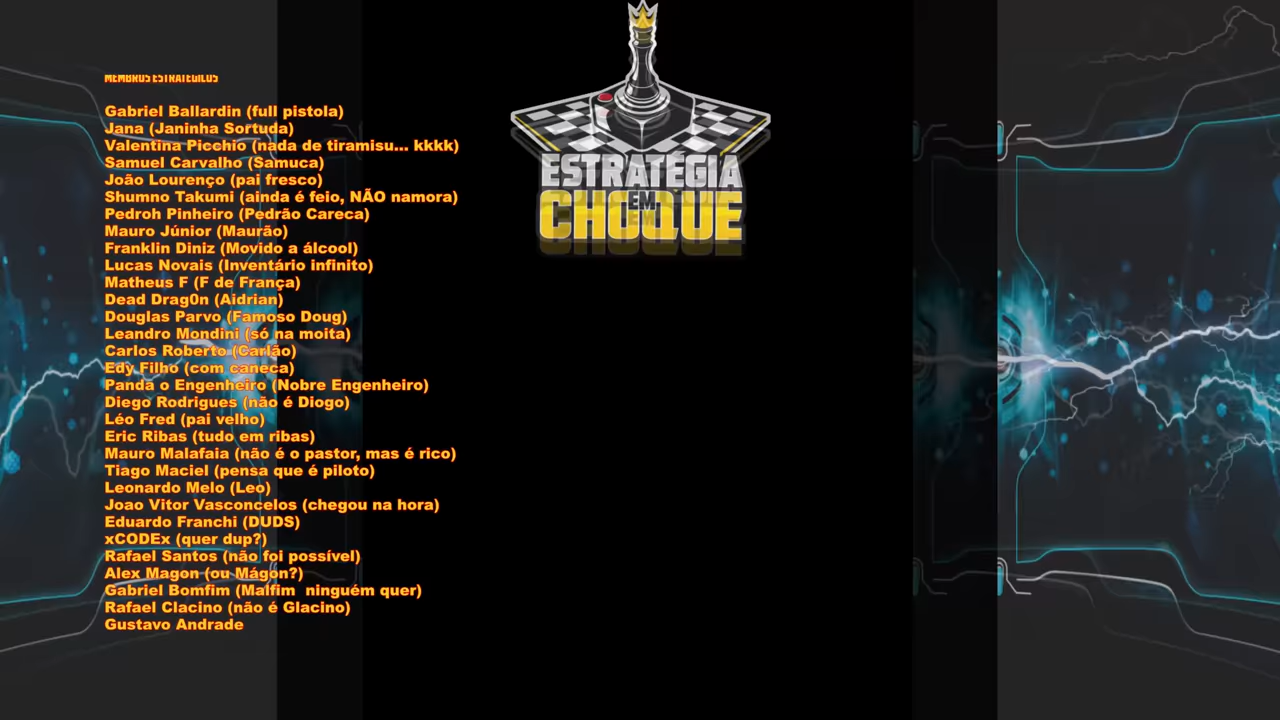 MEMBROS ESTRATÉGICOS
Gabriel Ballardin (full pistola)
Jana (Janinha Sortuda)
Valentina Picchio (nada de tiramisu... kkkk)
Samuel Carvalho (Samuca)
João Lourenço (pai fresco)
Shumno Takumi (ainda é feio, NÃO namora)
Pedroh Pinheiro (Pedrão Careca)
Mauro Júnior (Maurão)
Franklin Diniz (Movido a álcool)
Lucas Novais (Inventário infinito)
Matheus F (F de França)
Dead Drag0n (Aidrian)
Douglas Parvo (Famoso Doug)
Leandro Mondini (só na moita)
Carlos Roberto (Carlão)
Edy Filho (com caneca)
Panda o Engenheiro (Nobre Engenheiro)
Diego Rodrigues (não é Diogo)
Léo Fred (pai velho)
Eric Ribas (tudo em ribas)
Mauro Malafaia (não é o pastor, mas é rico)
Tiago Maciel (pensa que é piloto)
Leonardo Melo (Leo)
Joao Vitor Vasconcelos (chegou na hora)
Eduardo Franchi (DUDS)
xCODEx (quer dup?)
Rafael Santos (não foi possível)
Alex Magon (ou Mágon?)
Gabriel Bomfim (Malfim  ninguém quer)
Rafael Clacino (não é Glacino)
Gustavo Andrade
ESTRATÉGIA
EM
CHOQUE